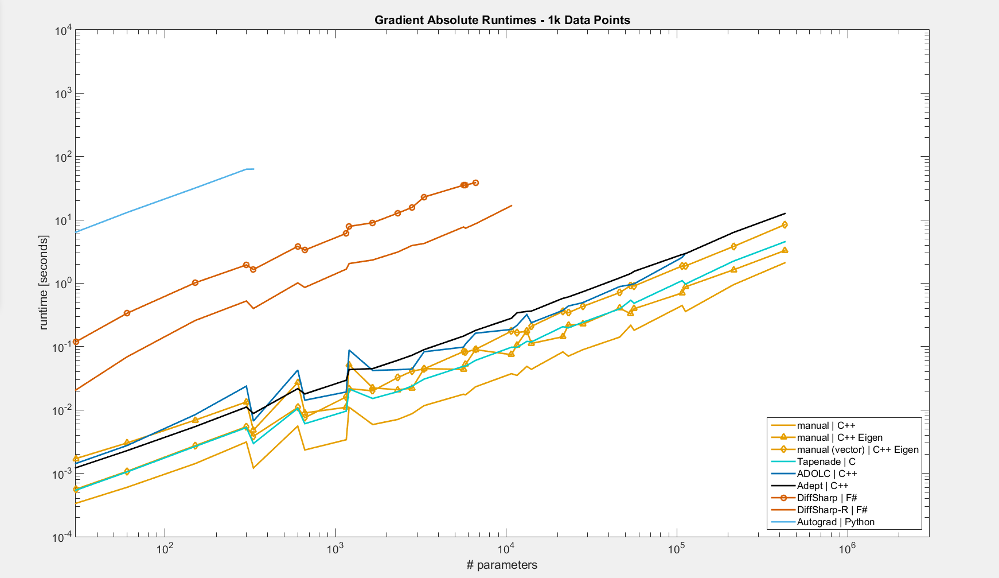 Gradient Absolute Runtimes - 1k Data Points
10^4
10^3
10^2
10^1
10^0
10^-1
10^-2
10^-3
10^-4
runtime [seconds]
manual | C++
manual | C++ Eigen
manual (vector) | C++ Eigen
Tapenade | C
ADOLC | C++
Adept | C++
DiffSharp | F#
DiffSharp-R | F#
Autograd | Python
10^2 10^3 10^4 10^5 10^6
# parameters